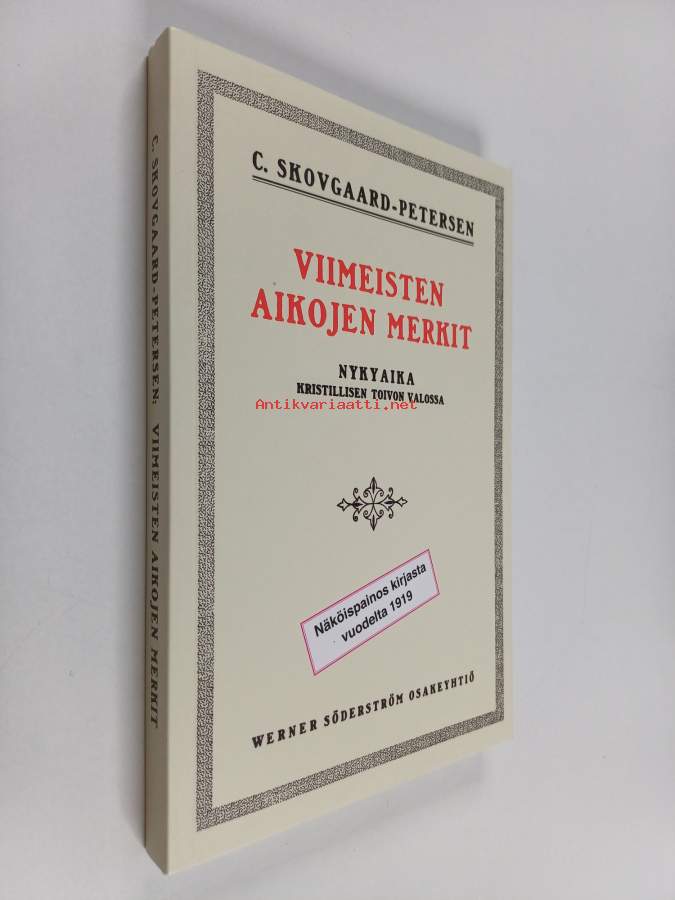 C. SKOVGAARD-PETERSEN
VIIMEISTEN
AIKOJEN MERKIT
NYKYAIKA
KRISTILLISEN TOIVON VALOSSA
Antikvariaatti.net
Näköispainos kirjasta
vuodelta 1919
WERNER SÖDERSTRÖM OSAKEYHTIÖ
C. SKOVGAARD-PETERSEN: VIIMEISTEN AIKOJEN MERKIT